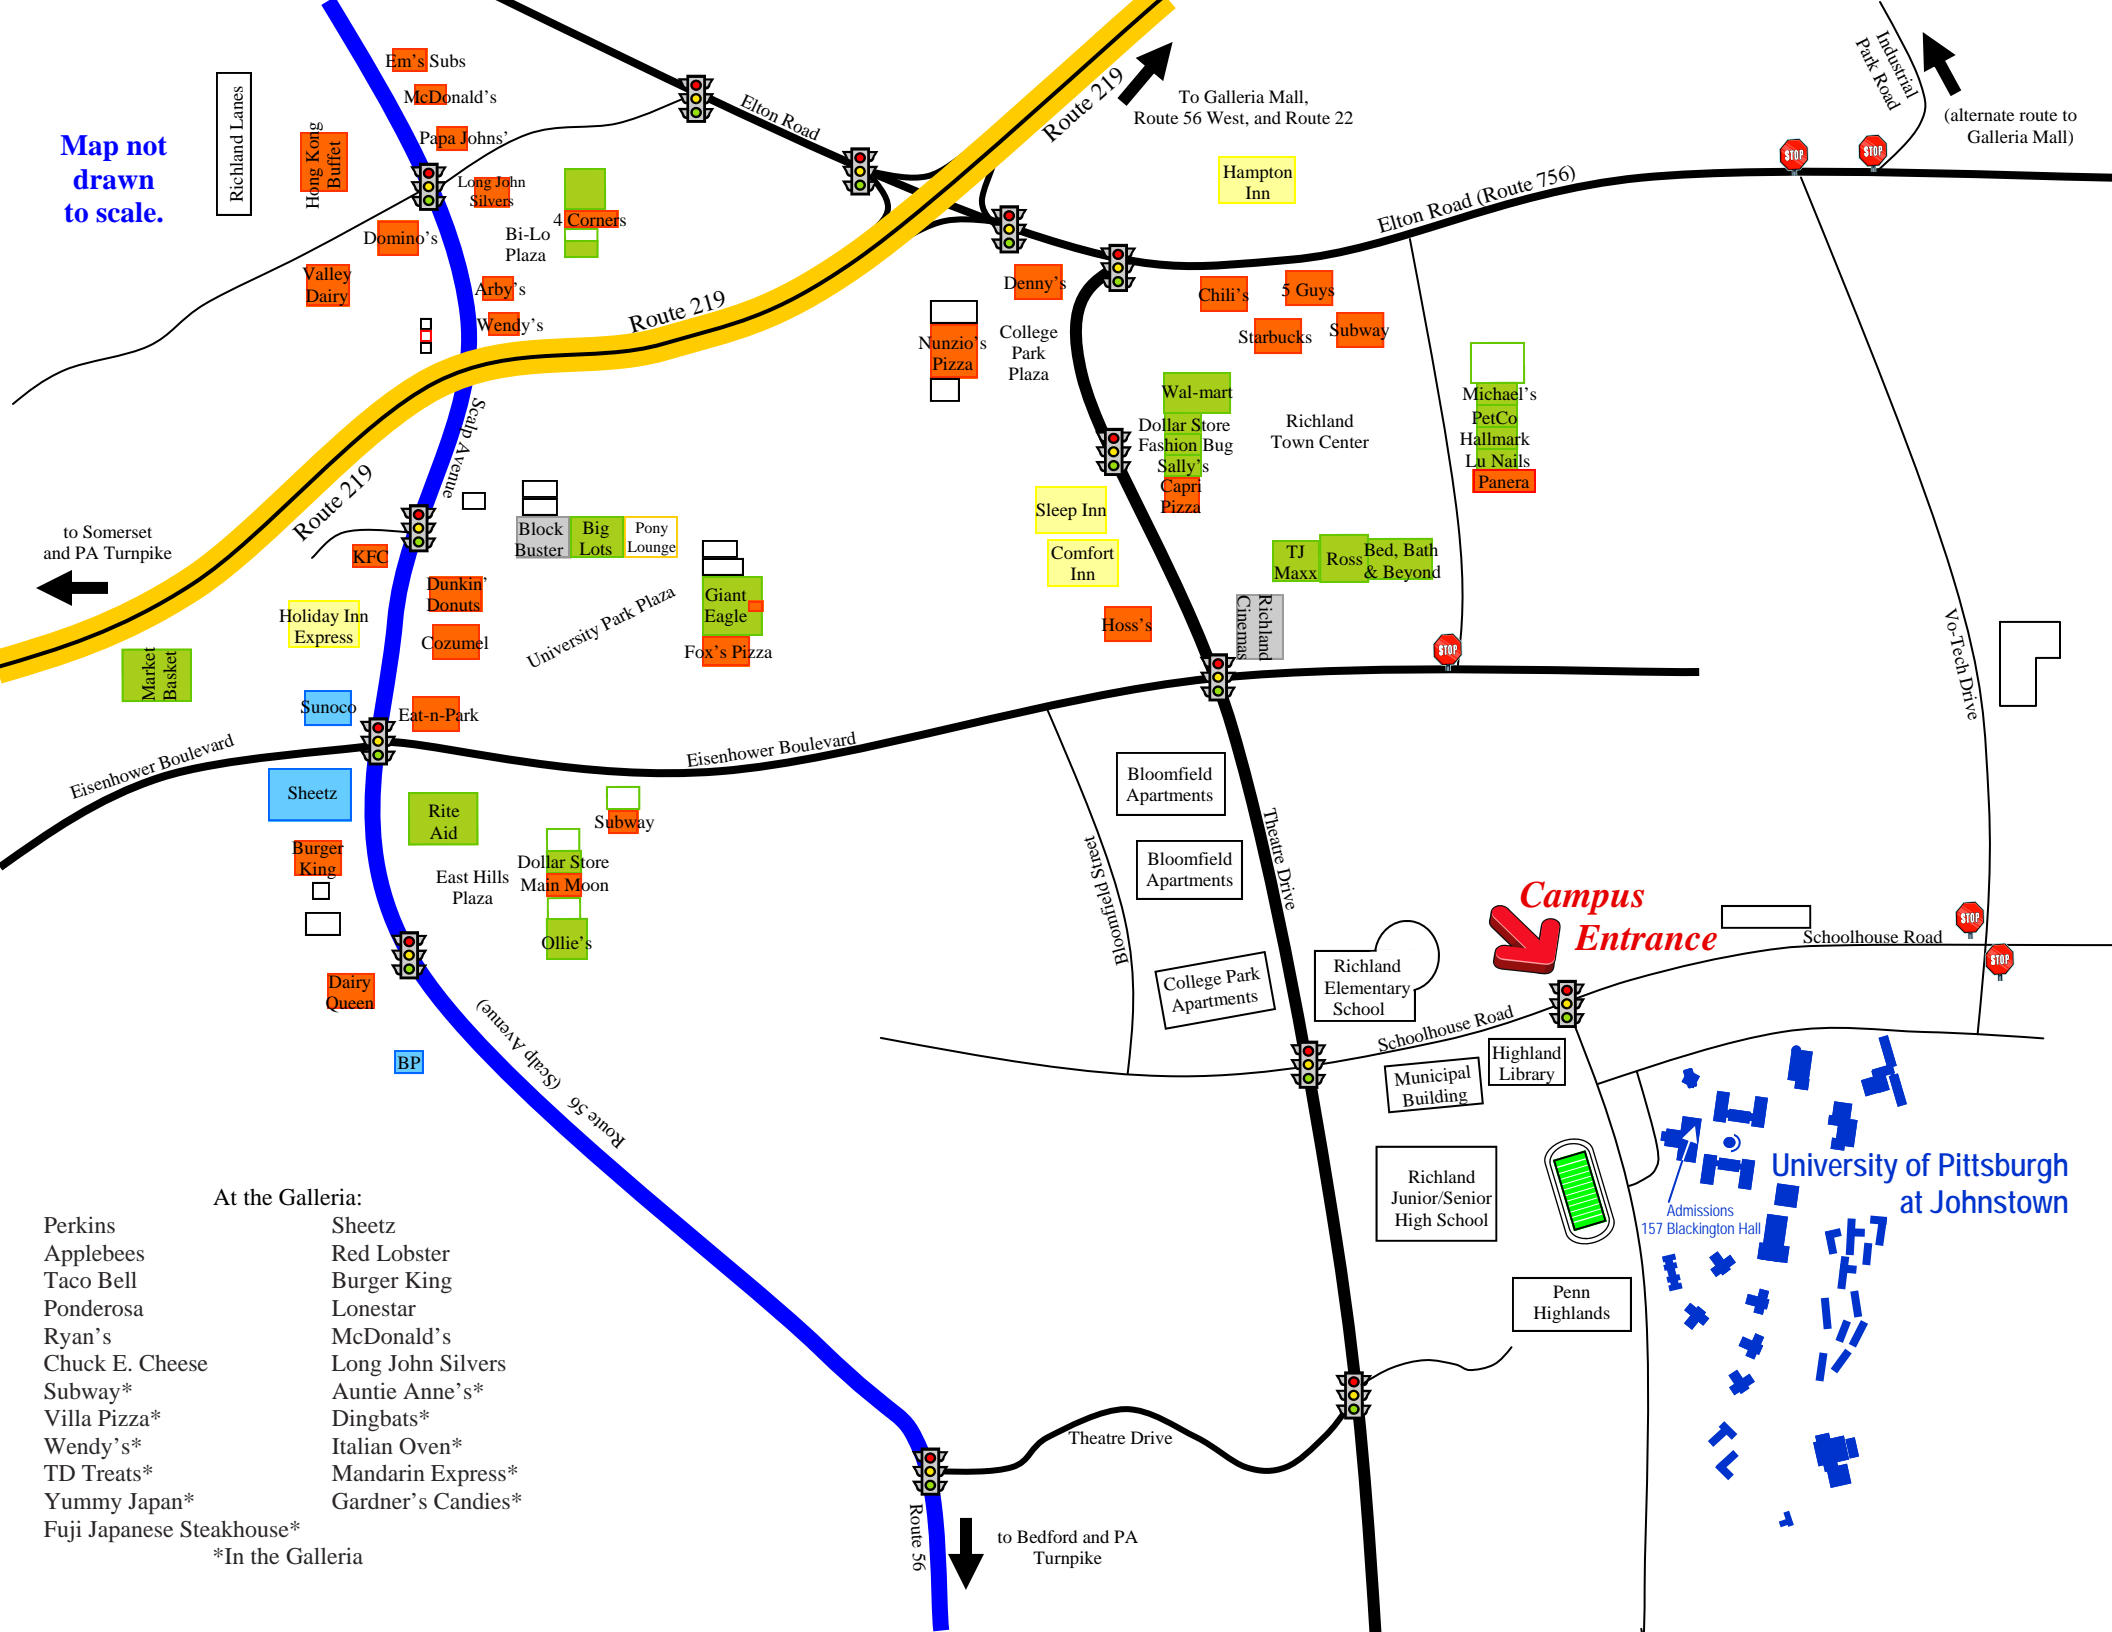 Em's Subs
McDonald's
Papa Johns'
Richland Lanes
Map not
drawn
to scale.
Hong Kong
Buffet
Long John
Silvers
4 Corners
Bi-Lo
Plaza
Domino's
Valley
Dairy
Arby's
Wendy's
Elton Road
Route 219
To Galleria Mall,
Route 56 West, and Route 22
Hampton
Inn
Elton Road (Route 756)
Industrial
Park Road
(alternate route to
Galleria Mall)
STOP
STOP
Route 219
Denny's
Nunzio's
Pizza
College
Park
Plaza
Chili's
5 Guys
Starbucks
Subway
Wal-mart
Dollar Store
Fashion Bug
Sally's
Capri
Pizza
Richland
Town Center
Michael's
PetCo
Hallmark
Lu Nails
Panera
Scalp Avenue
Route 219
to Somerset
and PA Turnpike
KFC
Block
Buster
Big
Lots
Pony
Lounge
Sleep Inn
Comfort
Inn
TJ
Maxx
Ross
Bed, Bath
& Beyond
Holiday Inn
Express
Dunkin'
Donuts
Cozumel
University Park Plaza
Giant
Eagle
Fox's Pizza
Hoss's
Richland
Cinemas
STOP
Vo-Tech Drive
Market
Basket
Sunoco
Eat-n-Park
Eisenhower Boulevard
Eisenhower Boulevard
Sheetz
Rite
Aid
Subway
Burger
King
East Hills
Plaza
Dollar Store
Main Moon
Ollie's
Bloomfield
Apartments
Bloomfield
Apartments
Bloomfield Street
Theatre Drive
Campus
Entrance
College Park
Apartments
Richland
Elementary
School
Schoolhouse Road
STOP
STOP
Dairy
Queen
BP
Route 56
(Scalp Avenue)
Schoolhouse Road
Municipal
Building
Highland
Library
Richland
Junior/Senior
High School
University of Pittsburgh
at Johnstown
Admissions
157 Blackington Hall
Penn
Highlands
At the Galleria:
Perkins
Applebees
Taco Bell
Ponderosa
Ryan's
Chuck E. Cheese
Subway*
Villa Pizza*
Wendy's*
TD Treats*
Yummy Japan*
Fuji Japanese Steakhouse*
Sheetz
Red Lobster
Burger King
Lonestar
McDonald's
Long John Silvers
Auntie Anne's*
Dingbats*
Italian Oven*
Mandarin Express*
Gardner's Candies*
*In the Galleria
Theatre Drive
Route 56
to Bedford and PA
Turnpike